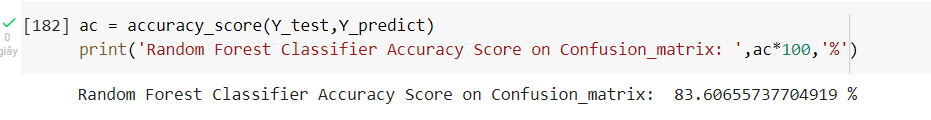 [182] ac = accuracy_score(Y_test,Y_predict)
0
giây
print('Random Forest Classifier Accuracy Score on Confusion_matrix: ',ac*100,'%')
Random Forest Classifier Accuracy Score on Confusion_matrix:  83.60655737704919 %